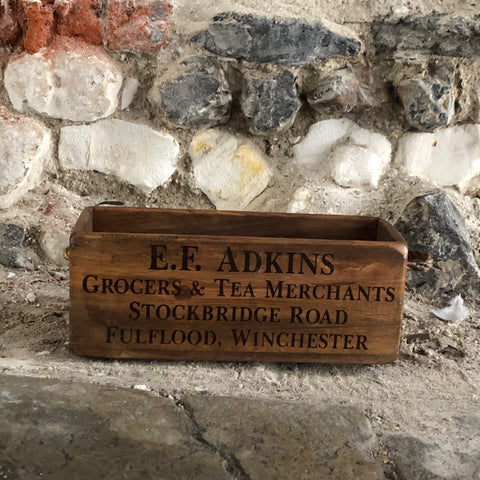 E.F. ADKINS
GROCERS & TEA MERCHANTS
STOCKBRIDGE ROAD
FULFLOOD, WINCHESTER